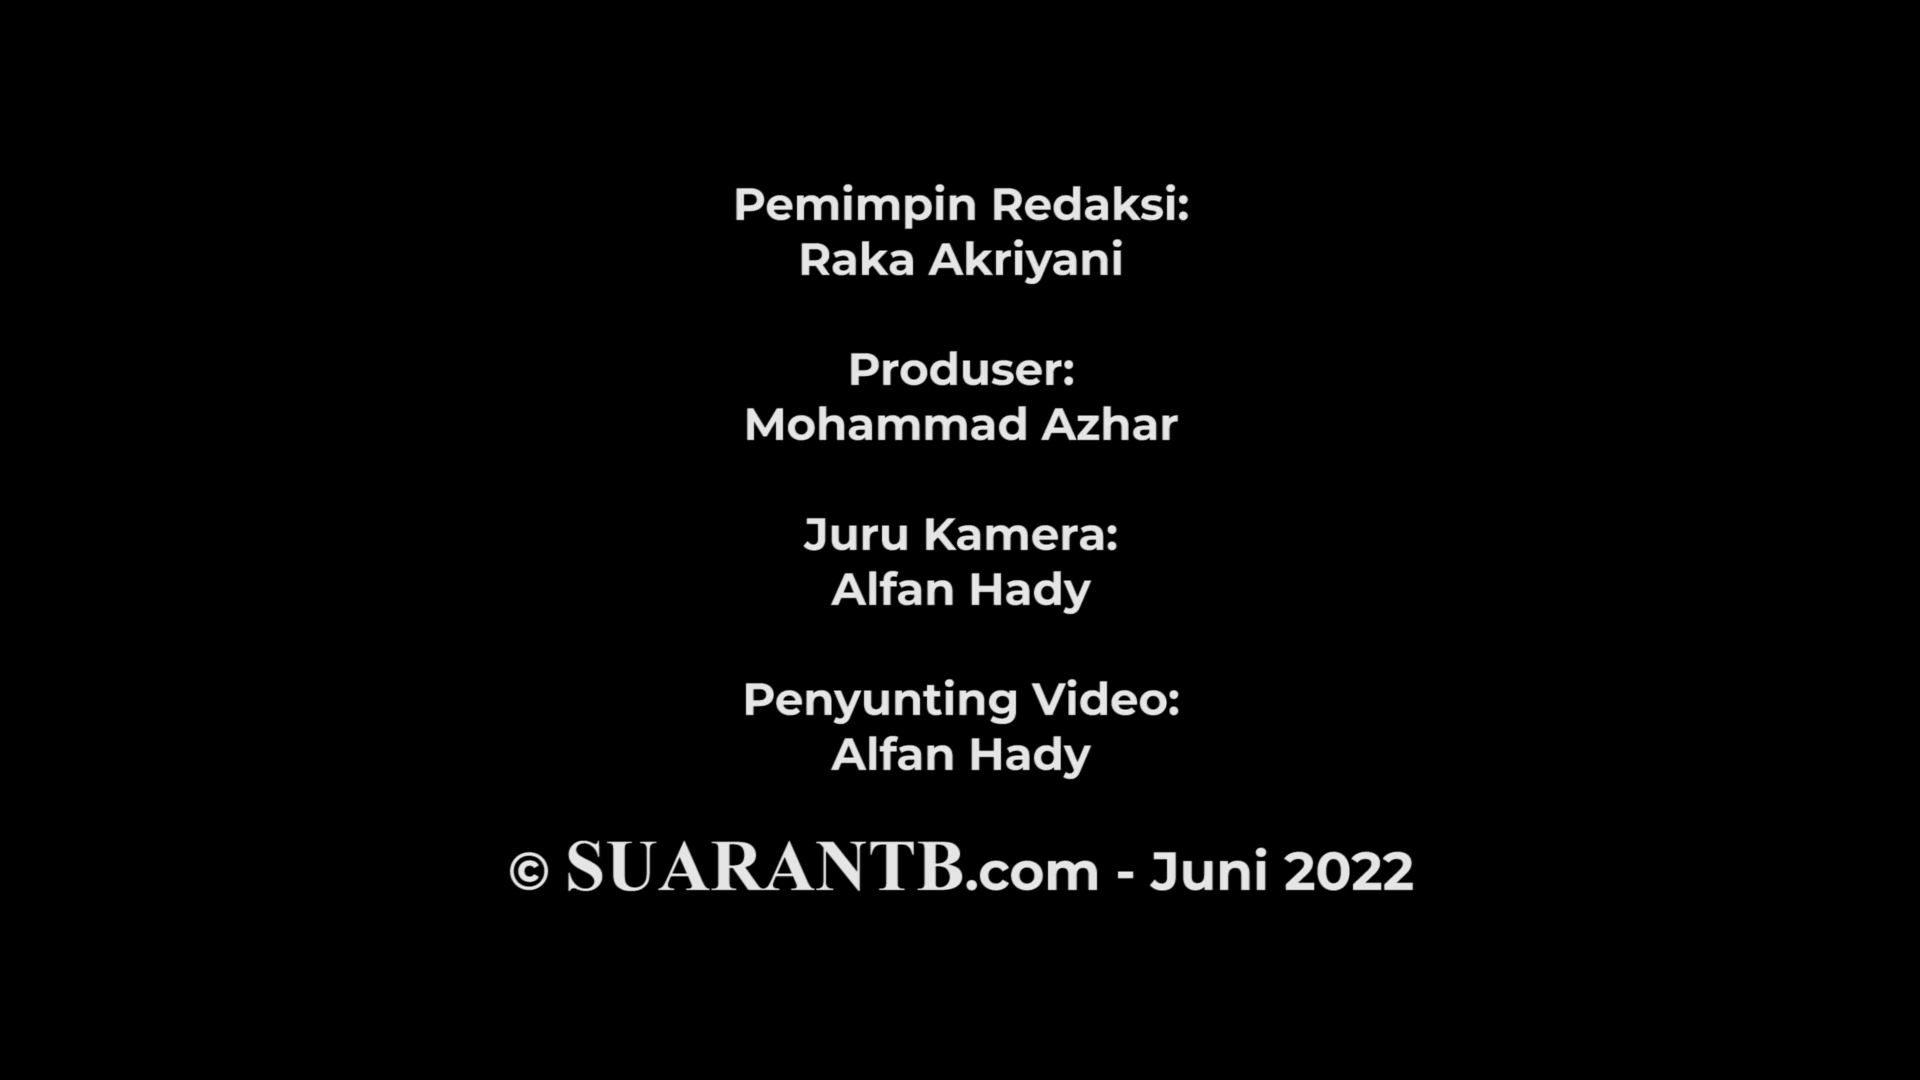 Pemimpin Redaksi:
Raka Akriyani
Produser:
Mohammad Azhar
Juru Kamera:
Alfan Hady
Penyunting Video:
Alfan Hady
© SUARANTB.com - Juni 2022